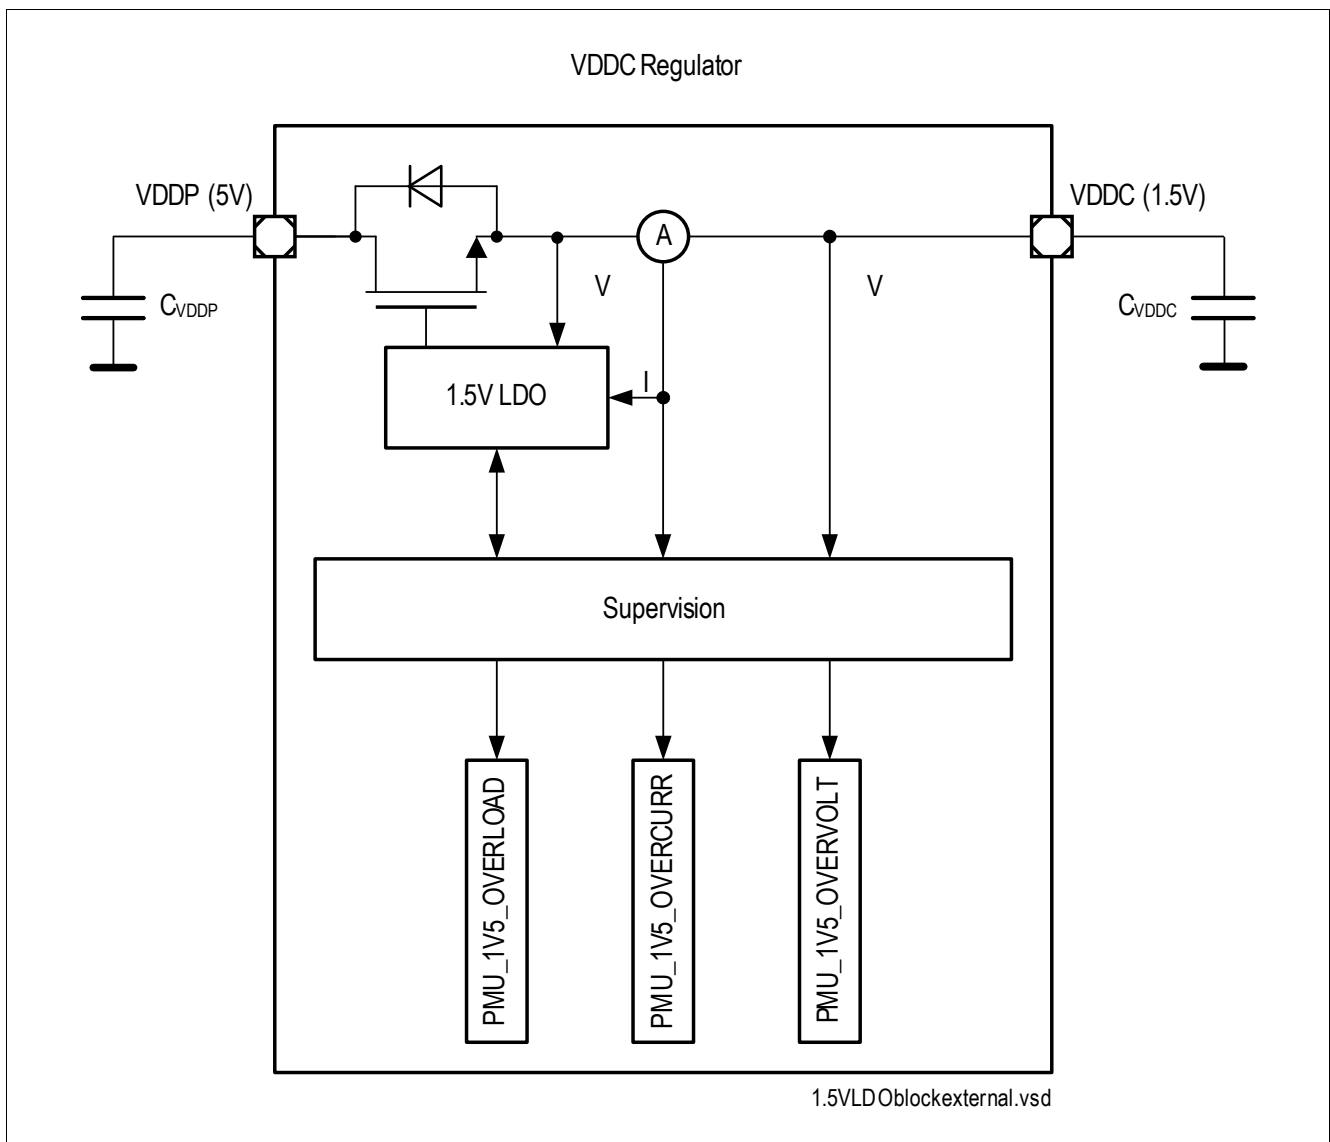 VDDC Regulator
VDDP (5V)
VDDC (1.5V)
A
V
V
CVDDP
CVDDC
I
1.5V LDO
Supervision
PMU_1V5_OVERLOAD
PMU_1V5_OVERCURR
PMU_1V5_OVERVOLT
1.5VLDOblockexternal.vsd